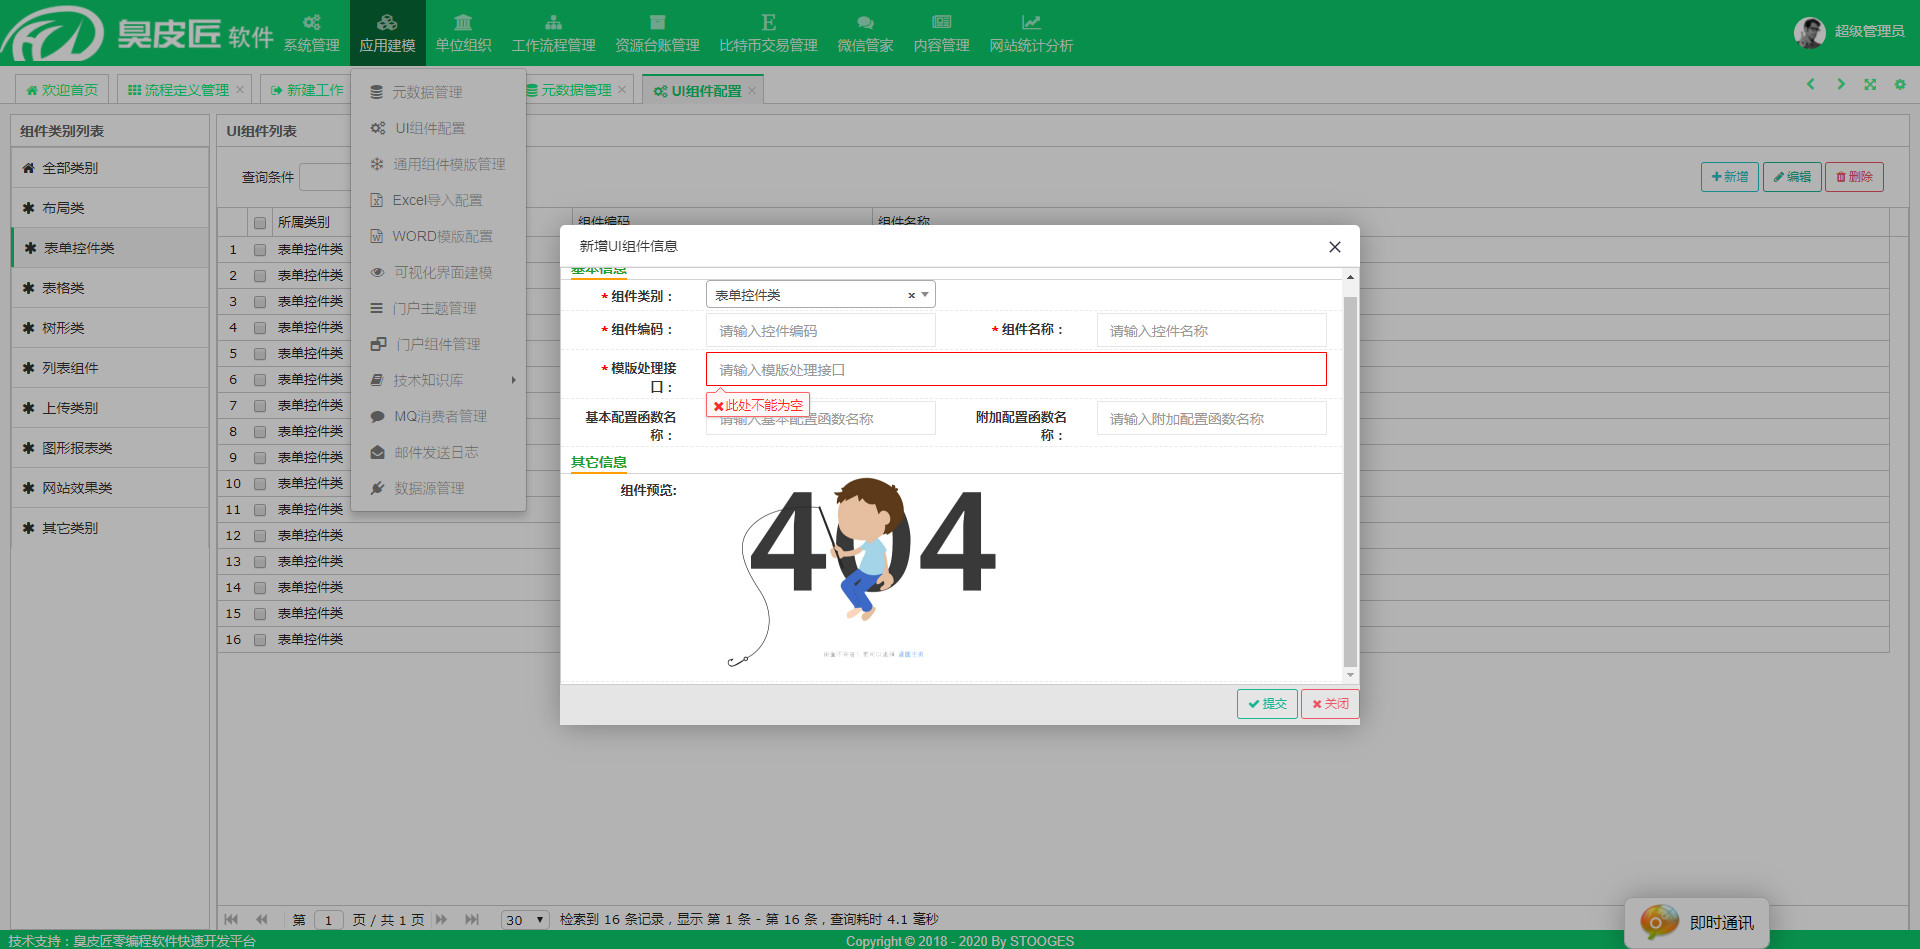 臭皮匠 软件
系统管理
应用建模
单位组织
工作流程管理
资源台账管理
比特币交易管理
微信管家
内容管理
网站统计分析
超级管理员
欢迎首页
流程定义管理
新建工作
元数据管理
UI组件配置
元数据管理
UI组件配置
通用组件模版管理
Excel导入配置
WORD模版配置
可视化界面建模
门户主题管理
门户组件管理
技术知识库
MQ消费者管理
邮件发送日志
数据源管理
组件类别列表
全部类别
布局类
表单控件类
表格类
树形类
列表组件
上传类别
图形报表类
网站效果类
其它类别
UI组件列表
查询条件
新增
编辑
删除
所属类别
组件编码
组件名称
1 表单控件类
2 表单控件类
3 表单控件类
4 表单控件类
5 表单控件类
6 表单控件类
7 表单控件类
8 表单控件类
9 表单控件类
10 表单控件类
11 表单控件类
12 表单控件类
13 表单控件类
14 表单控件类
15 表单控件类
16 表单控件类
新增UI组件信息
基本信息
*组件类别：
表单控件类
*组件编码：
请输入控件编码
*组件名称：
请输入控件名称
*模版处理接
口：
请输入模版处理接口
此处不能为空
基本配置函数名
称：
请输入基本配置函数名称
附加配置函数名
称：
请输入附加配置函数名称
其它信息
组件预览:
404
提交
关闭
第 1 页 / 共 1 页
30
检索到 16 条记录，显示 第 1 条 - 第 16 条，查询耗时 4.1 毫秒
即时通讯
技术支持：臭皮匠零编程软件快速开发平台
Copyright © 2018 - 2020 By STOOGES